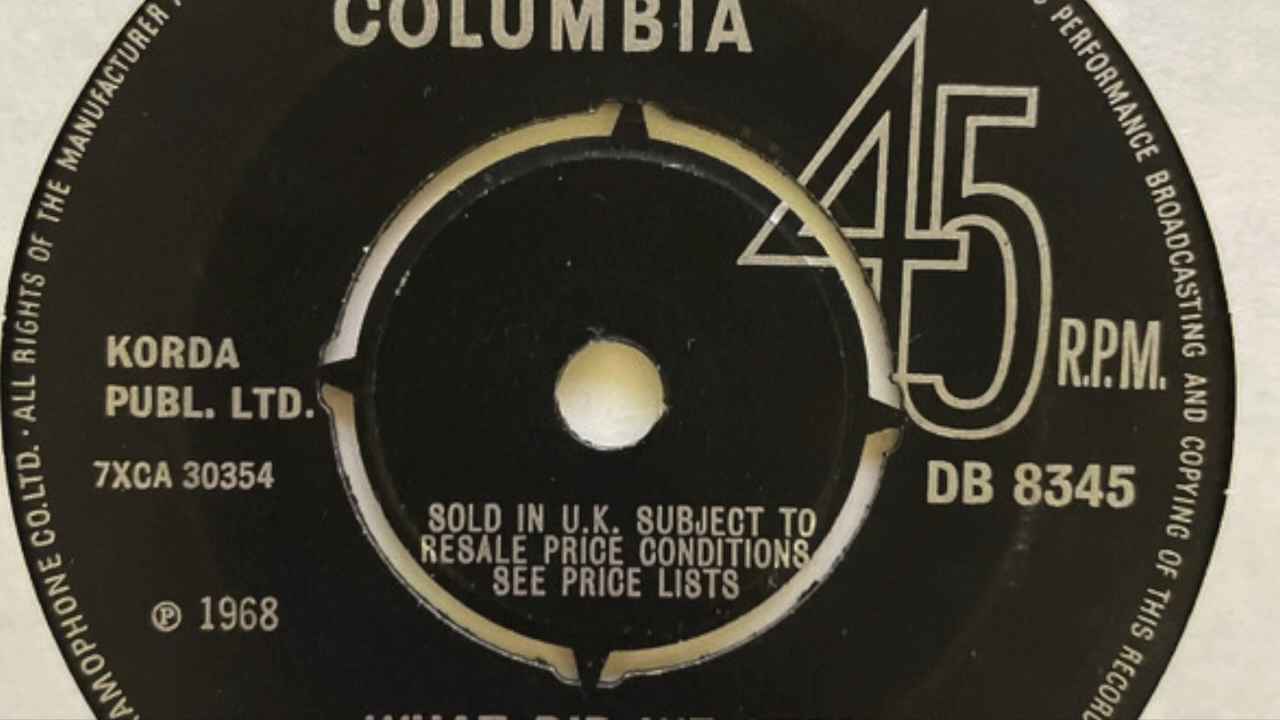 COLUMBIA
45
R.P.M.
KORDA
PUBL. LTD.
7XCA 30354
DB 8345
SOLD IN U.K. SUBJECT TO
RESALE PRICE CONDITIONS
SEE PRICE LISTS
℗ 1968
GRAMOPHONE CO. LTD. · ALL RIGHTS OF THE MANUFACTURER
PERFORMANCE BROADCASTING AND COPYING OF THIS RECORD